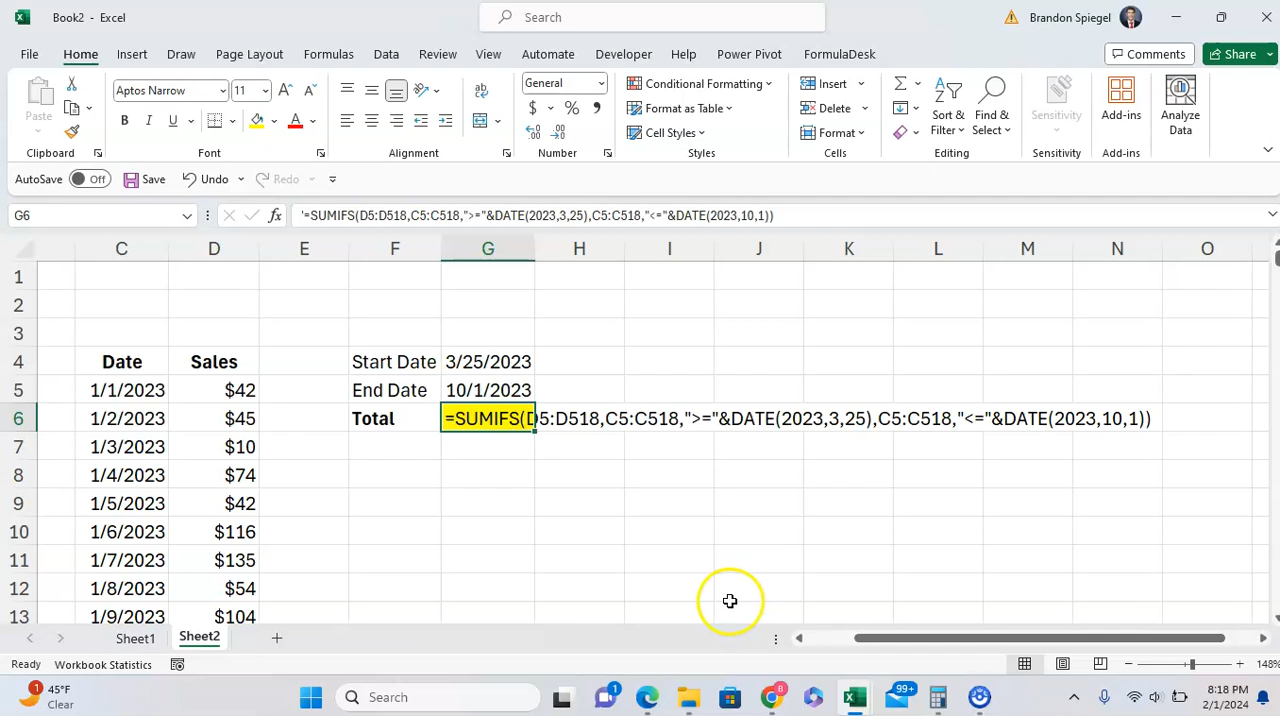 Book2 - Excel
Search
Brandon Spiegel
File Home Insert Draw Page Layout Formulas Data Review View Automate Developer Help Power Pivot FormulaDesk Comments Share
Paste
Clipboard
Aptos Narrow 11 A A
B I U A
Font
ab
Alignment
General
$ % 9
Number
Conditional Formatting
Format as Table
Cell Styles
Styles
Insert
Delete
Format
Cells
Sort & Filter
Find & Select
Editing
Sensitivity
Sensitivity
Add-ins
Add-ins
Analyze Data
AutoSave Off Save Undo Redo
G6 fx '=SUMIFS(D5:D518,C5:C518,">="&DATE(2023,3,25),C5:C518,"<="&DATE(2023,10,1))
C D E F G H I J K L M N O
1
2
3
4 Date Sales Start Date 3/25/2023
5 1/1/2023 $42 End Date 10/1/2023
6 1/2/2023 $45 Total =SUMIFS(D5:D518,C5:C518,">="&DATE(2023,3,25),C5:C518,"<="&DATE(2023,10,1))
7 1/3/2023 $10
8 1/4/2023 $74
9 1/5/2023 $42
10 1/6/2023 $116
11 1/7/2023 $135
12 1/8/2023 $54
13 1/9/2023 $104
Sheet1 Sheet2
Ready Workbook Statistics 148%
1 45°F
Clear
Search
1
8
99+
8:18 PM
2/1/2024